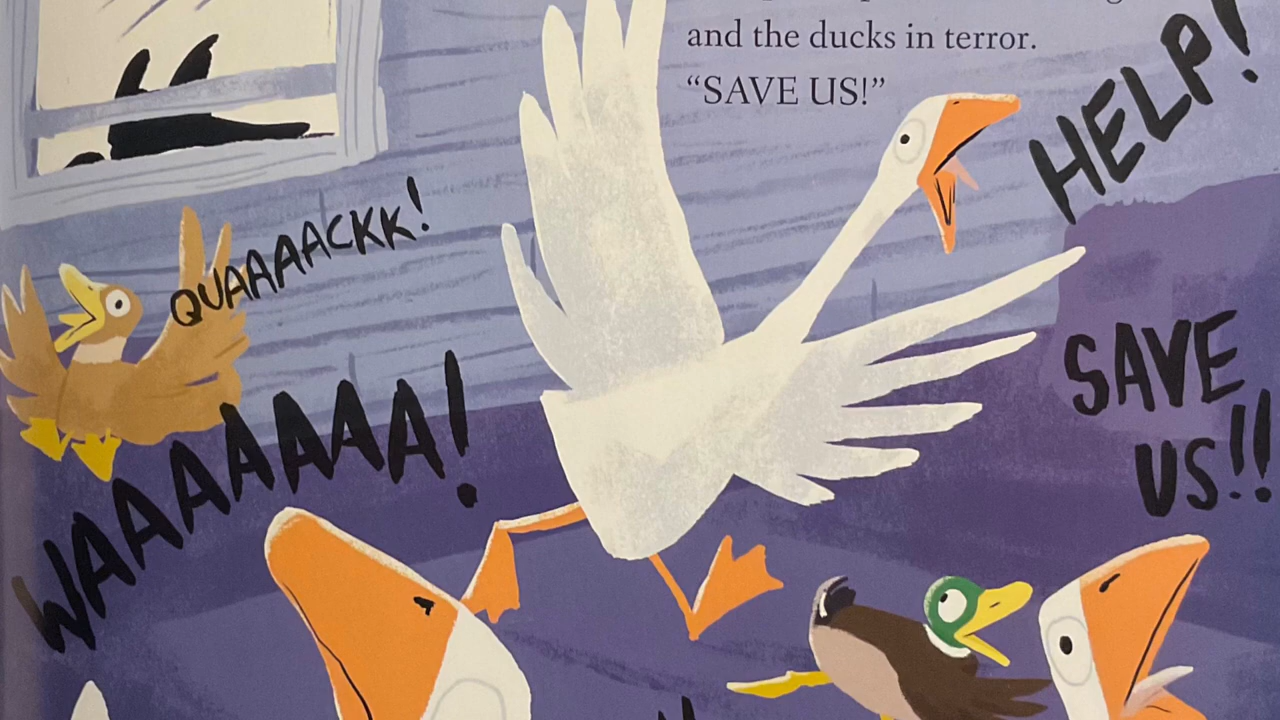 and the ducks in terror.
“SAVE US!”
HELP!
QUAAAACKK!
SAVE
US!!
WAAAAAAA!